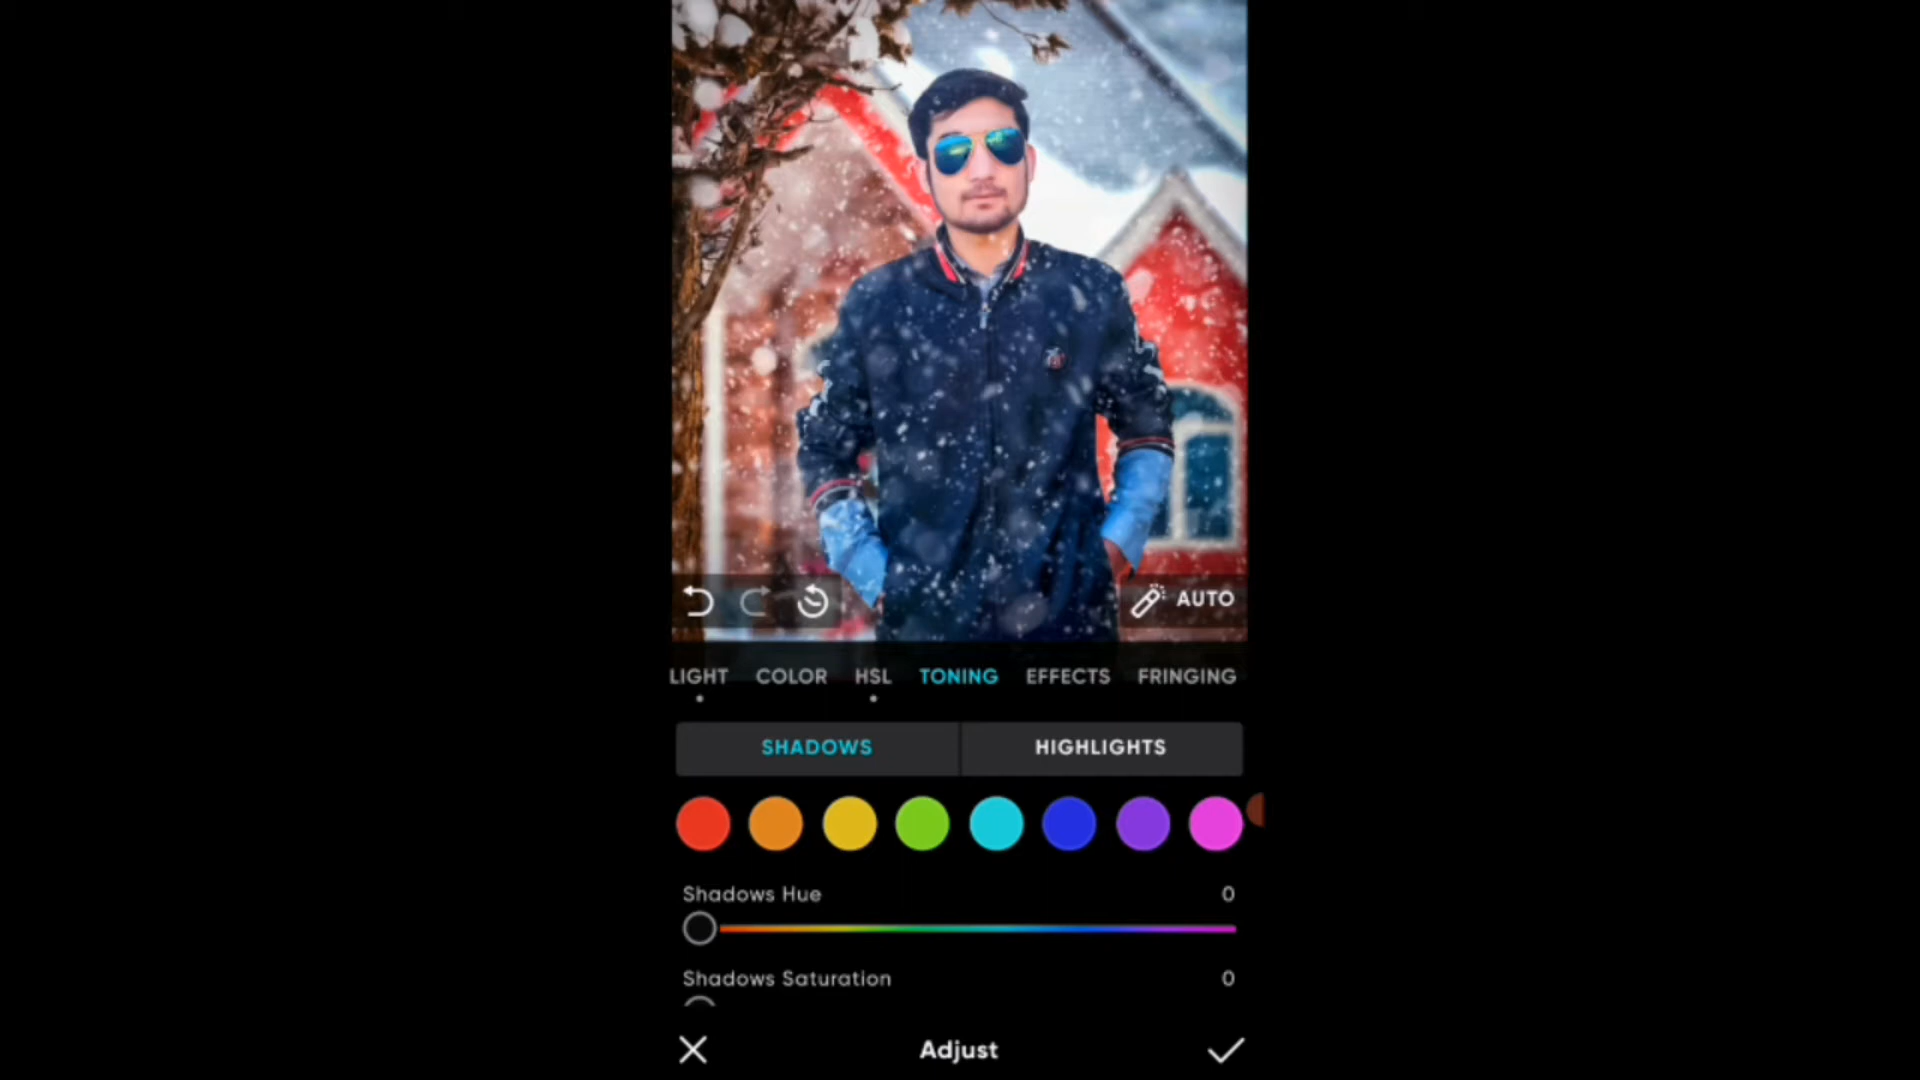 AUTO
LIGHT COLOR HSL TONING EFFECTS FRINGING
SHADOWS HIGHLIGHTS
Shadows Hue 0
Shadows Saturation 0
Adjust